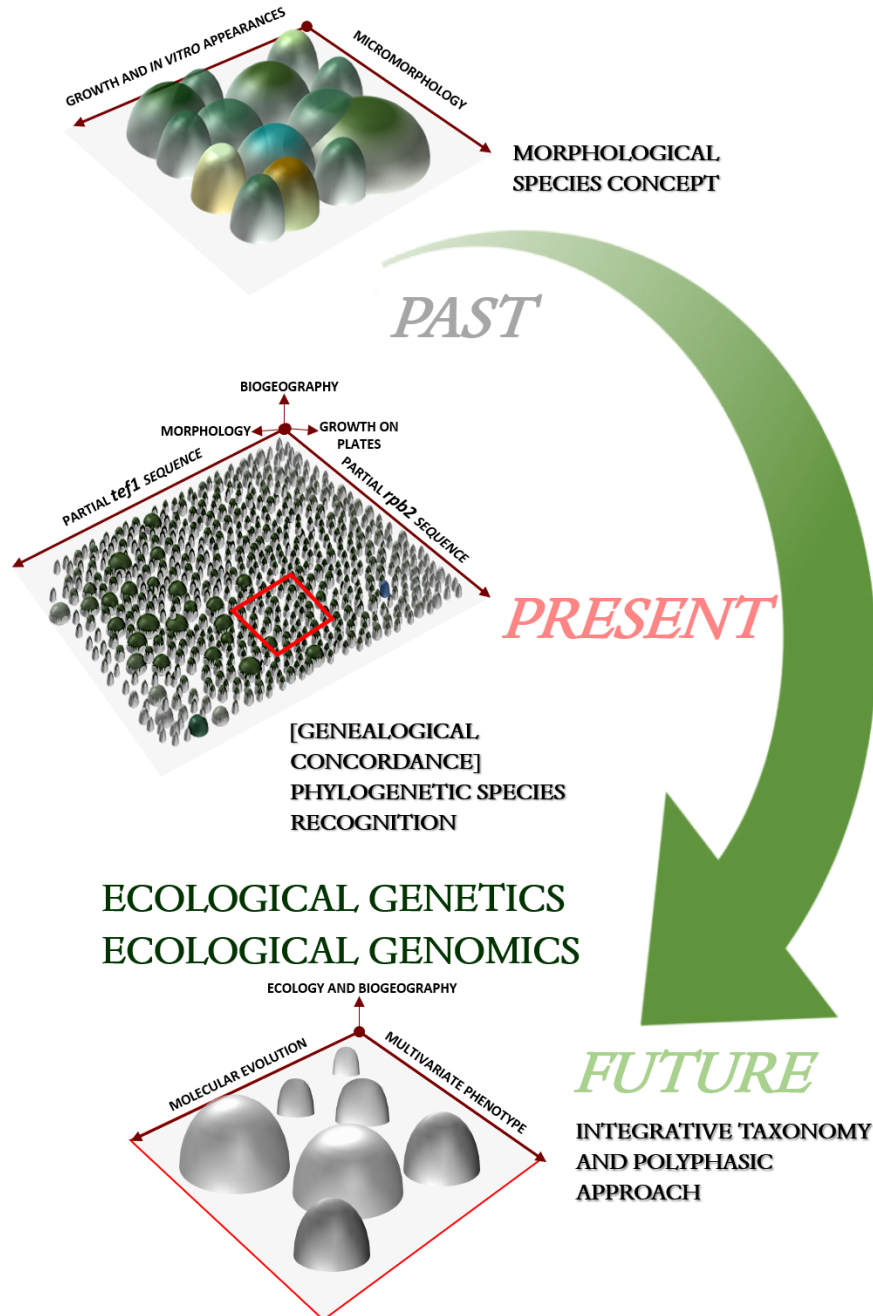 GROWTH AND IN VITRO APPEARANCES
MICROMORPHOLOGY
MORPHOLOGICAL
SPECIES CONCEPT
PAST
BIOGEOGRAPHY
MORPHOLOGY
GROWTH ON
PLATES
PARTIAL tef1 SEQUENCE
PARTIAL rpb2 SEQUENCE
PRESENT
[GENEALOGICAL
CONCORDANCE]
PHYLOGENETIC SPECIES
RECOGNITION
ECOLOGICAL GENETICS
ECOLOGICAL GENOMICS
ECOLOGY AND BIOGEOGRAPHY
MOLECULAR EVOLUTION
MULTIVARIATE PHENOTYPE
FUTURE
INTEGRATIVE TAXONOMY
AND POLYPHASIC
APPROACH